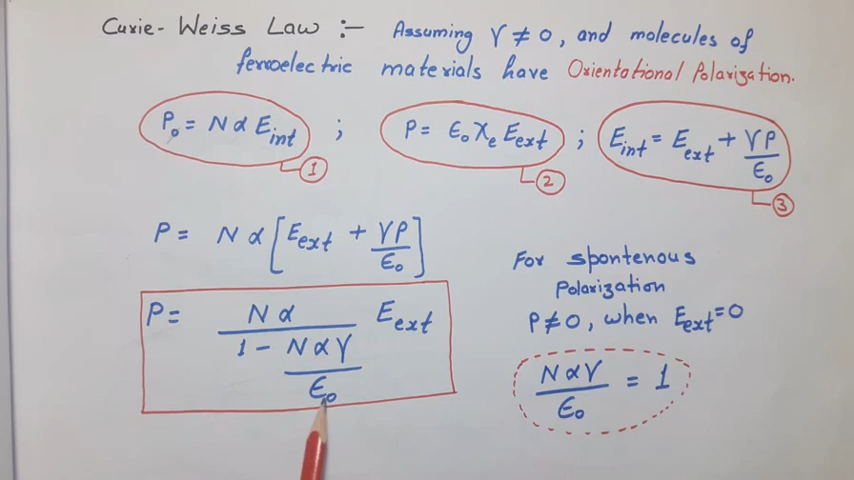 Curie-Weiss Law :- Assuming γ ≠ 0, and molecules of
ferroelectric materials have Orientational Polarization.
P₀ = N α E_int ; P = ϵ₀ χ_e E_ext ; E_int = E_ext + γP/ϵ₀
1 2 3
P = N α [E_ext + γP/ϵ₀]
P = N α / (1 - N α γ/ϵ₀) E_ext
For spontenous
Polarization
P ≠ 0, when E_ext = 0
N α γ/ϵ₀ = 1